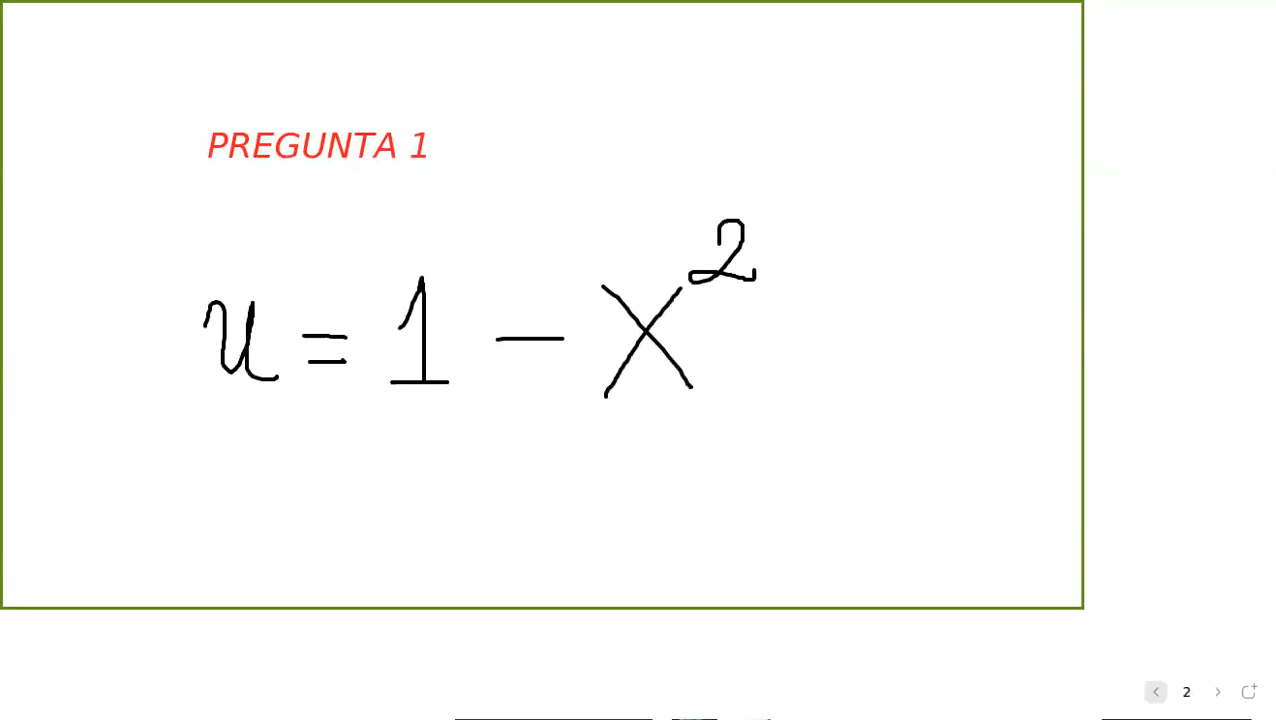 PREGUNTA 1
u = 1 - x²
2